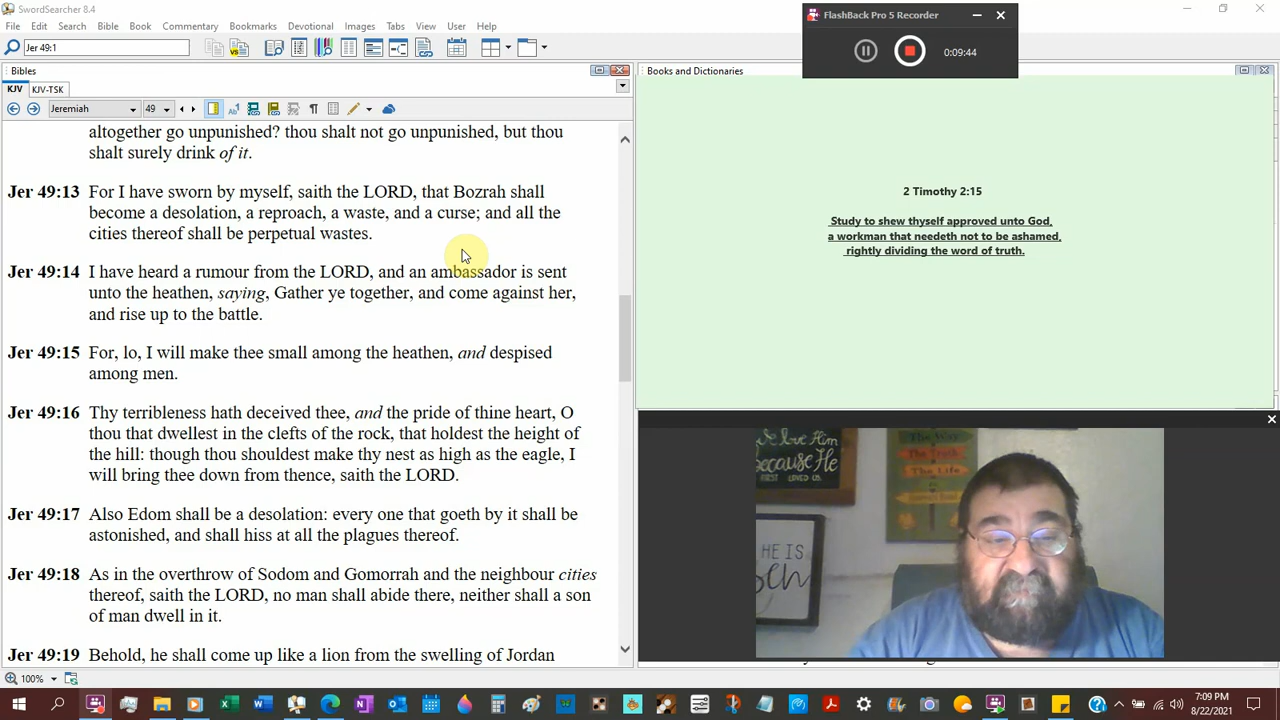 SwordSearcher 8.4
File Edit Search Bible Book Commentary Bookmarks Devotional Images Tabs View User Help
Jer 49:1
FlashBack Pro 5 Recorder
0:09:44
Bibles
KJV KJV-TSK
Jeremiah 49
altogether go unpunished? thou shalt not go unpunished, but thou
shalt surely drink of it.
Jer 49:13 For I have sworn by myself, saith the LORD, that Bozrah shall
become a desolation, a reproach, a waste, and a curse; and all the
cities thereof shall be perpetual wastes.
Jer 49:14 I have heard a rumour from the LORD, and an ambassador is sent
unto the heathen, saying, Gather ye together, and come against her,
and rise up to the battle.
Jer 49:15 For, lo, I will make thee small among the heathen, and despised
among men.
Jer 49:16 Thy terribleness hath deceived thee, and the pride of thine heart, O
thou that dwellest in the clefts of the rock, that holdest the height of
the hill: though thou shouldest make thy nest as high as the eagle, I
will bring thee down from thence, saith the LORD.
Jer 49:17 Also Edom shall be a desolation: every one that goeth by it shall be
astonished, and shall hiss at all the plagues thereof.
Jer 49:18 As in the overthrow of Sodom and Gomorrah and the neighbour cities
thereof, saith the LORD, no man shall abide there, neither shall a son
of man dwell in it.
Jer 49:19 Behold, he shall come up like a lion from the swelling of Jordan
100%
Books and Dictionaries
2 Timothy 2:15
Study to shew thyself approved unto God,
a workman that needeth not to be ashamed,
rightly dividing the word of truth.
We love Him
because He
FIRST LOVED US
The Way
The Truth
The Life
HE IS
7:09 PM
8/22/2021